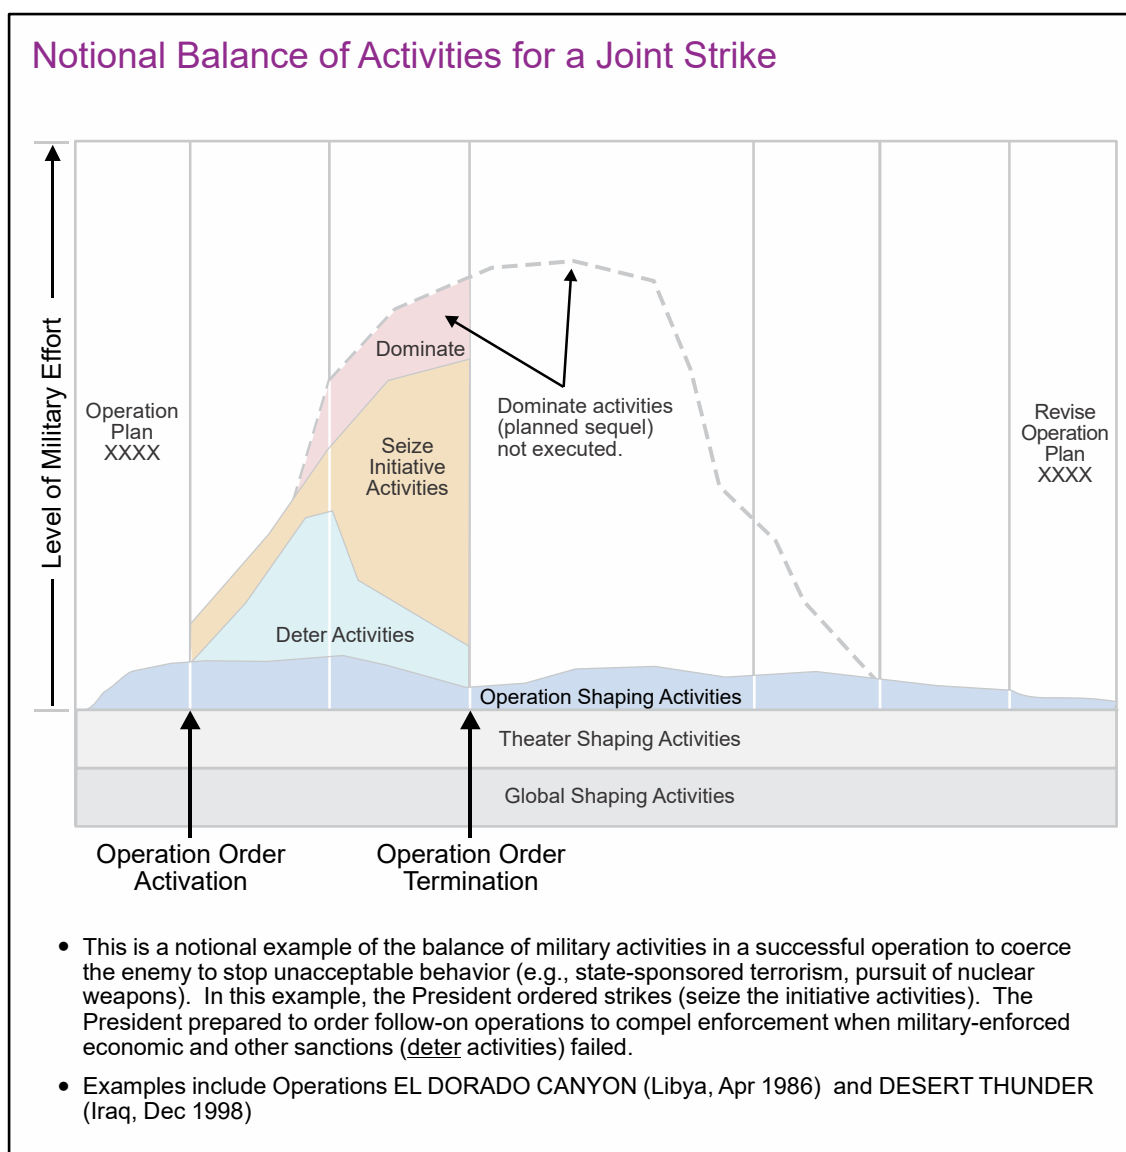 Notional Balance of Activities for a Joint Strike
Level of Military Effort
Operation
Plan
XXXX
Dominate
Seize
Initiative
Activities
Deter Activities
Dominate activities
(planned sequel)
not executed.
Revise
Operation
Plan
XXXX
Operation Shaping Activities
Theater Shaping Activities
Global Shaping Activities
Operation Order
Activation
Operation Order
Termination
• This is a notional example of the balance of military activities in a successful operation to coerce
the enemy to stop unacceptable behavior (e.g., state-sponsored terrorism, pursuit of nuclear
weapons). In this example, the President ordered strikes (seize the initiative activities). The
President prepared to order follow-on operations to compel enforcement when military-enforced
economic and other sanctions (deter activities) failed.
• Examples include Operations EL DORADO CANYON (Libya, Apr 1986) and DESERT THUNDER
(Iraq, Dec 1998)